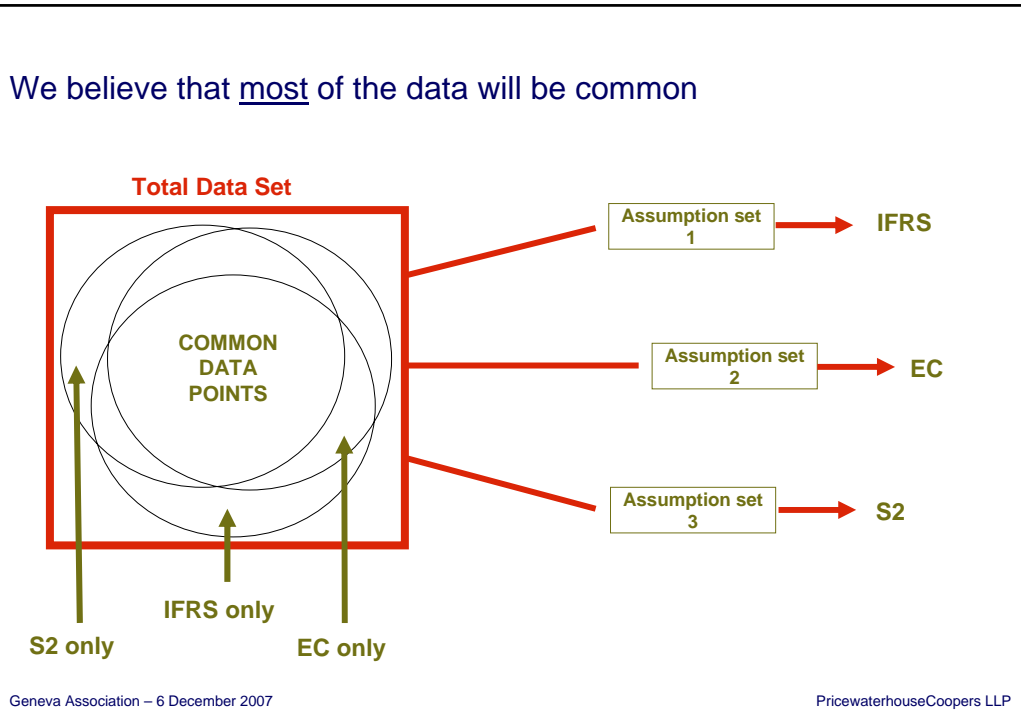 We believe that most of the data will be common
Total Data Set
COMMON
DATA
POINTS
S2 only
IFRS only
EC only
Assumption set
1
IFRS
Assumption set
2
EC
Assumption set
3
S2
Geneva Association – 6 December 2007
PricewaterhouseCoopers LLP